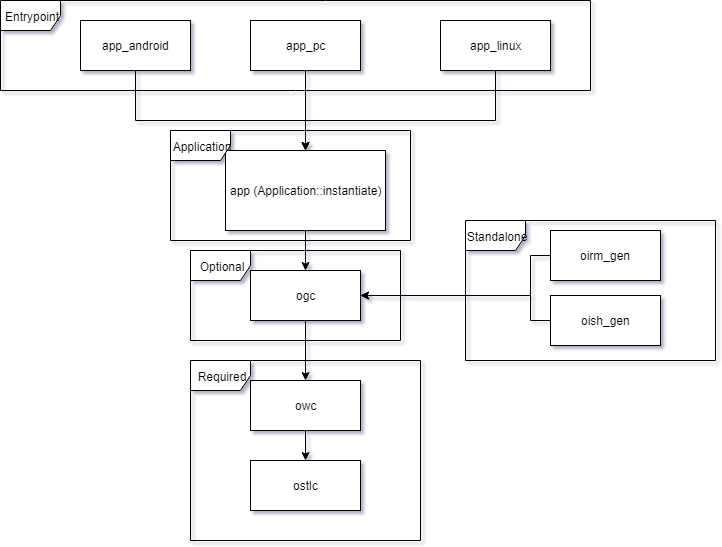 Entrypoint
app_android
app_pc
app_linux
Application
app (Application::instantiate)
Optional
ogc
Standalone
oirm_gen
oish_gen
Required
owc
ostlc